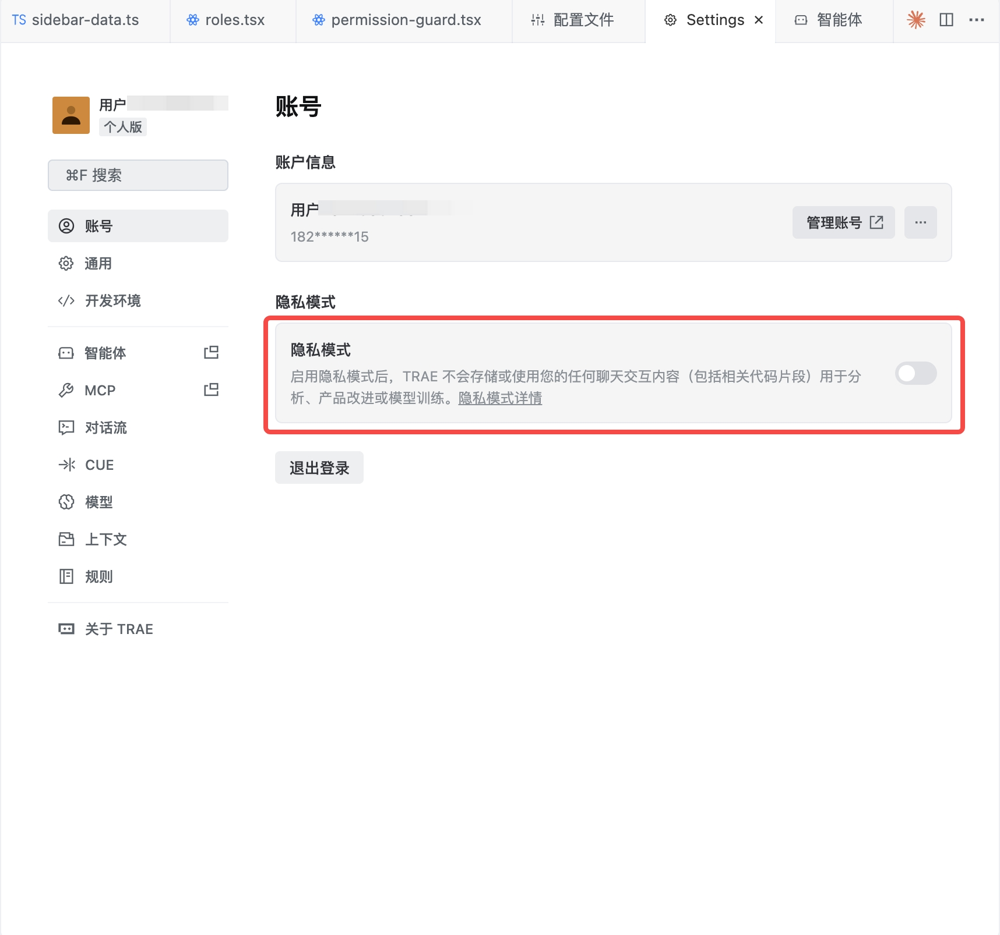 TS sidebar-data.ts
roles.tsx
permission-guard.tsx
配置文件
Settings
智能体
用户
个人版
⌘F 搜索
账号
通用
开发环境
智能体
MCP
对话流
CUE
模型
上下文
规则
关于 TRAE
账号
账户信息
用户
182******15
管理账号
隐私模式
隐私模式
启用隐私模式后，TRAE 不会存储或使用您的任何聊天交互内容（包括相关代码片段）用于分
析、产品改进或模型训练。隐私模式详情
退出登录